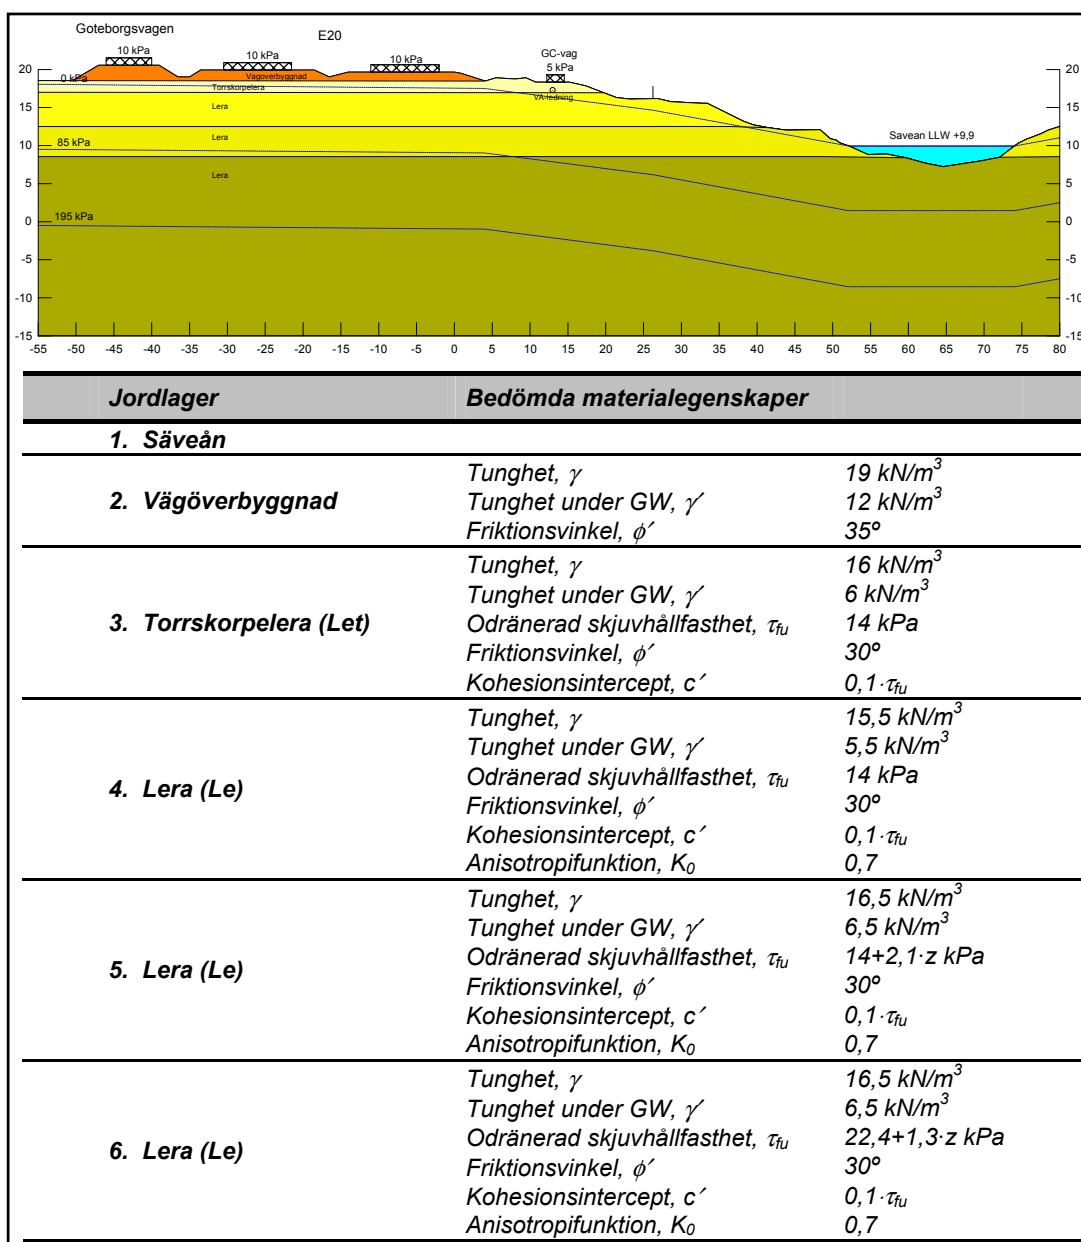 Goteborgsvagen
E20
10 kPa
10 kPa
10 kPa
GC-vag
5 kPa
20
15
10
5
0
-5
-10
-15
20
15
10
5
0
-5
-10
-15
0 kPa
Vagoverbyggnad
Torrskorpelera
VA-ledning
Lera
Lera
Savean LLW +9,9
85 kPa
Lera
195 kPa
-55 -50 -45 -40 -35 -30 -25 -20 -15 -10 -5 0 5 10 15 20 25 30 35 40 45 50 55 60 65 70 75 80
Jordlager Bedömda materialegenskaper
1. Säveån
2. Vägöverbyggnad
Tunghet, γ 19 kN/m³
Tunghet under GW, γ′ 12 kN/m³
Friktionsvinkel, ϕ′ 35º
3. Torrskorpelera (Let)
Tunghet, γ 16 kN/m³
Tunghet under GW, γ′ 6 kN/m³
Odränerad skjuvhållfasthet, τfu 14 kPa
Friktionsvinkel, ϕ′ 30º
Kohesionsintercept, c′ 0,1·τfu
4. Lera (Le)
Tunghet, γ 15,5 kN/m³
Tunghet under GW, γ′ 5,5 kN/m³
Odränerad skjuvhållfasthet, τfu 14 kPa
Friktionsvinkel, ϕ′ 30º
Kohesionsintercept, c′ 0,1·τfu
Anisotropifunktion, K0 0,7
5. Lera (Le)
Tunghet, γ 16,5 kN/m³
Tunghet under GW, γ′ 6,5 kN/m³
Odränerad skjuvhållfasthet, τfu 14+2,1·z kPa
Friktionsvinkel, ϕ′ 30º
Kohesionsintercept, c′ 0,1·τfu
Anisotropifunktion, K0 0,7
6. Lera (Le)
Tunghet, γ 16,5 kN/m³
Tunghet under GW, γ′ 6,5 kN/m³
Odränerad skjuvhållfasthet, τfu 22,4+1,3·z kPa
Friktionsvinkel, ϕ′ 30º
Kohesionsintercept, c′ 0,1·τfu
Anisotropifunktion, K0 0,7